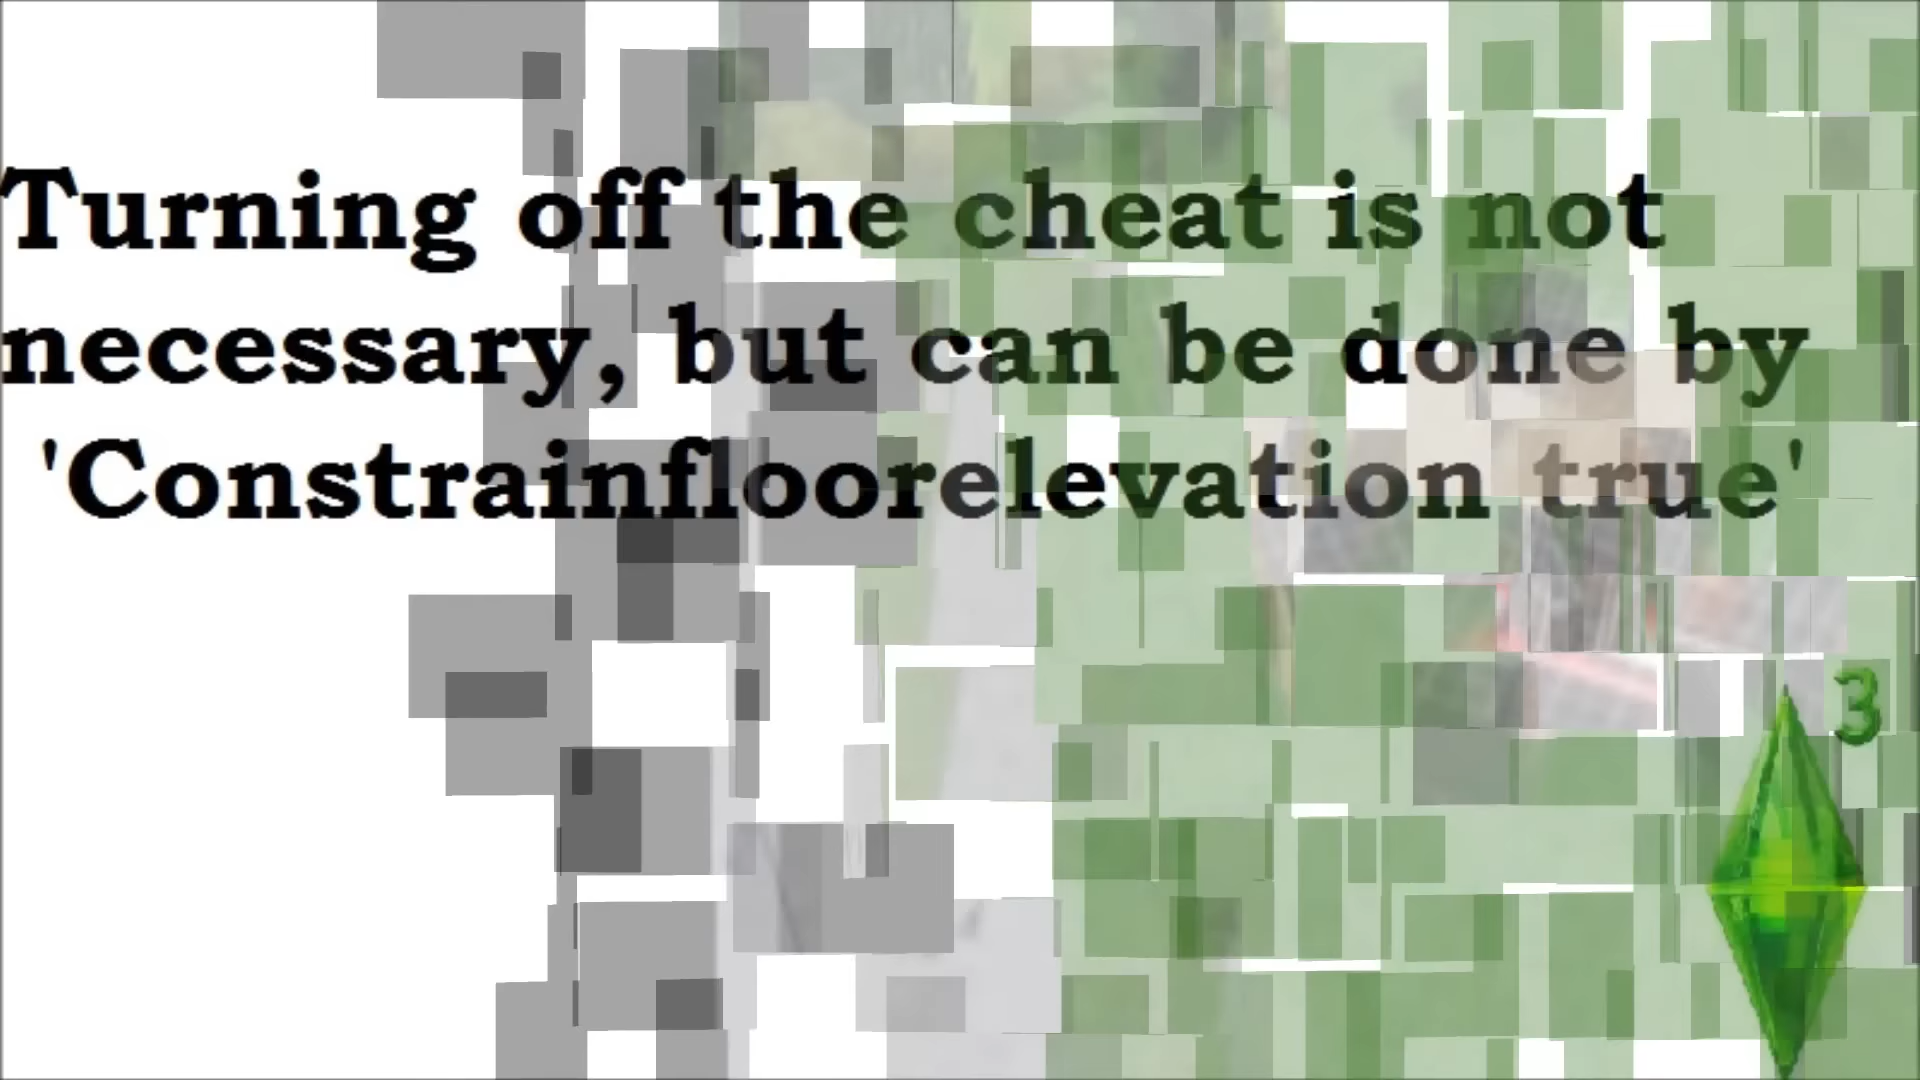 Turning off the cheat is not
necessary, but can be done by
'Constrainfloorelevation true'
3